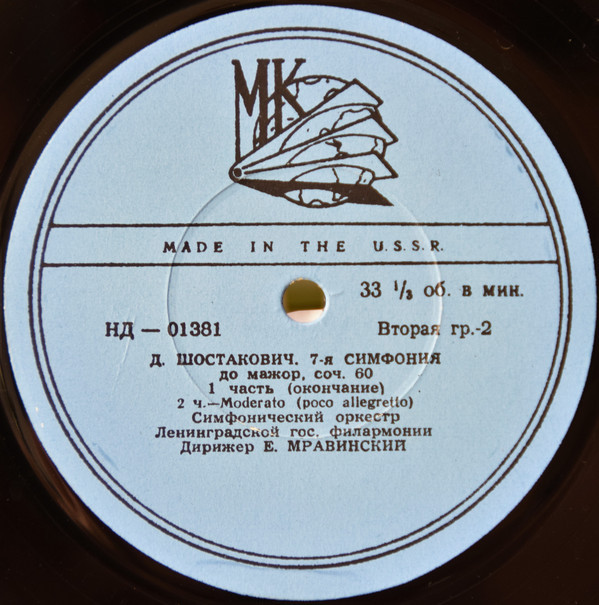 МК
MADE IN THE U.S.S.R.
33 1/3 об. в мин.
НД — 01381 Вторая гр.-2
Д. ШОСТАКОВИЧ. 7-я СИМФОНИЯ
до мажор, соч. 60
1 часть (окончание)
2 ч.—Moderato (poco allegretto)
Симфонический оркестр
Ленинградской гос. филармонии
Дирижер Е. МРАВИНСКИЙ